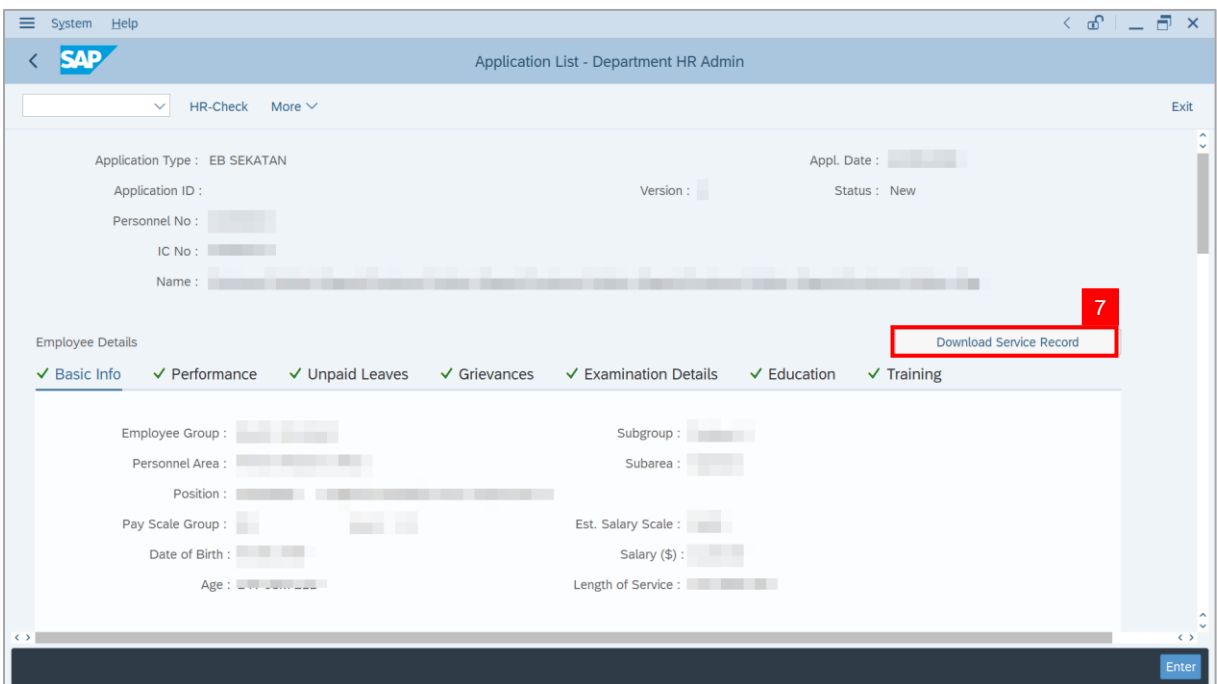 System Help
SAP
Application List - Department HR Admin
HR-Check More Exit
Application Type : EB SEKATAN Appl. Date :
Application ID : Version : Status : New
Personnel No :
IC No :
Name :
7
Employee Details Download Service Record
Basic Info Performance Unpaid Leaves Grievances Examination Details Education Training
Employee Group : Subgroup :
Personnel Area : Subarea :
Position :
Pay Scale Group : Est. Salary Scale :
Date of Birth : Salary ($) :
Age : Length of Service :
Enter